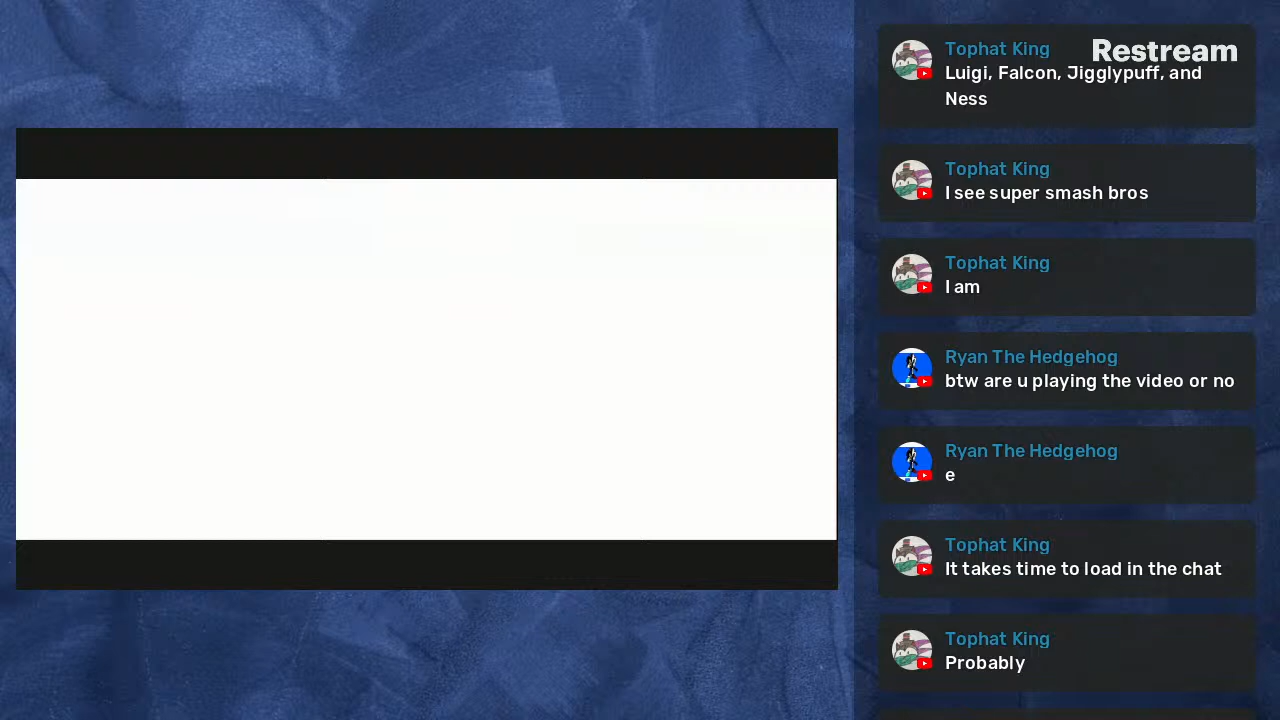 Restream
Tophat King
Luigi, Falcon, Jigglypuff, and
Ness
Tophat King
I see super smash bros
Tophat King
I am
Ryan The Hedgehog
btw are u playing the video or no
Ryan The Hedgehog
e
Tophat King
It takes time to load in the chat
Tophat King
Probably